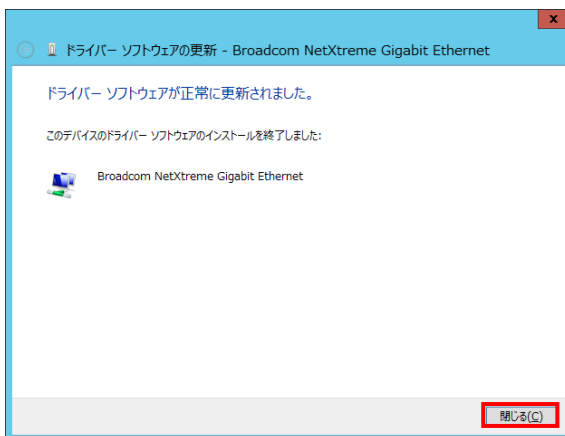 x
ドライバー ソフトウェアの更新 - Broadcom NetXtreme Gigabit Ethernet
ドライバー ソフトウェアが正常に更新されました。
このデバイスのドライバー ソフトウェアのインストールを終了しました:
Broadcom NetXtreme Gigabit Ethernet
閉じる(C)